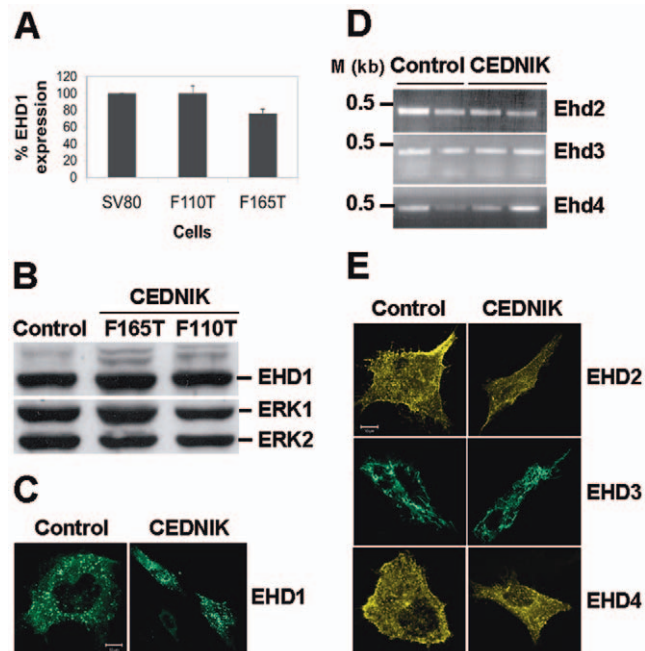 A
% EHD1
expression
120
100
80
60
40
20
0
SV80 F110T F165T
Cells
B
CEDNIK
Control F165T F110T
EHD1
ERK1
ERK2
C
Control CEDNIK
EHD1
D
M (kb) Control CEDNIK
0.5 Ehd2
0.5 Ehd3
0.5 Ehd4
E
Control CEDNIK
EHD2
EHD3
EHD4